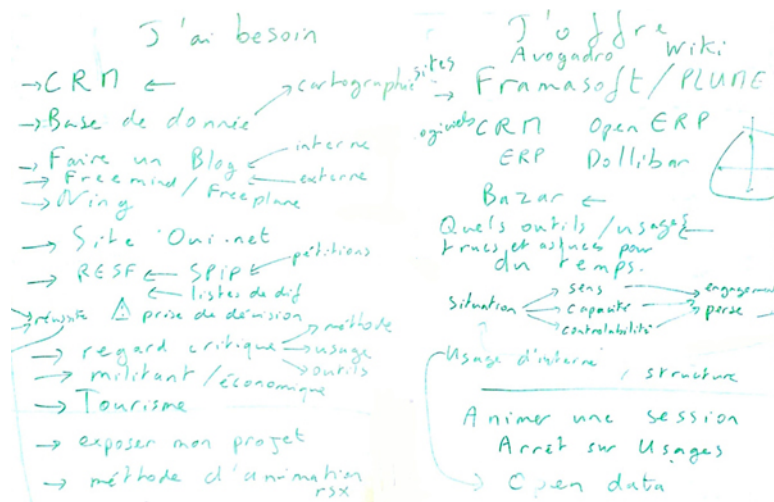 J'ai besoin
→ CRM ←
→ Base de donnée → cartographie
→ Faire un Blog ← interne
← externe
→ Freemind / Freeplane
→ Ning
→ Site Oui.net
→ RESF ← SPIP ← pétitions
← listes de dif
réussite ⚠ prise de décision
→ regard critique → méthode
→ usage
→ outils
→ militant / économique
→ Tourisme
→ exposer mon projet
→ méthode d'animation
rsx
J'offre
Avogadro Wiki
sites
→ Framasoft / PLUME
CRM Open ERP
ERP Dollibar
Bazar ←
Quels outils / usages ←
trucs et astuces pour
du temps.
situation → sens → engagement
→ capacité → perse
→ controlabilité
Usage d'interne
/ structure
Animer une session
Arrêt sur Usages
→ Open data